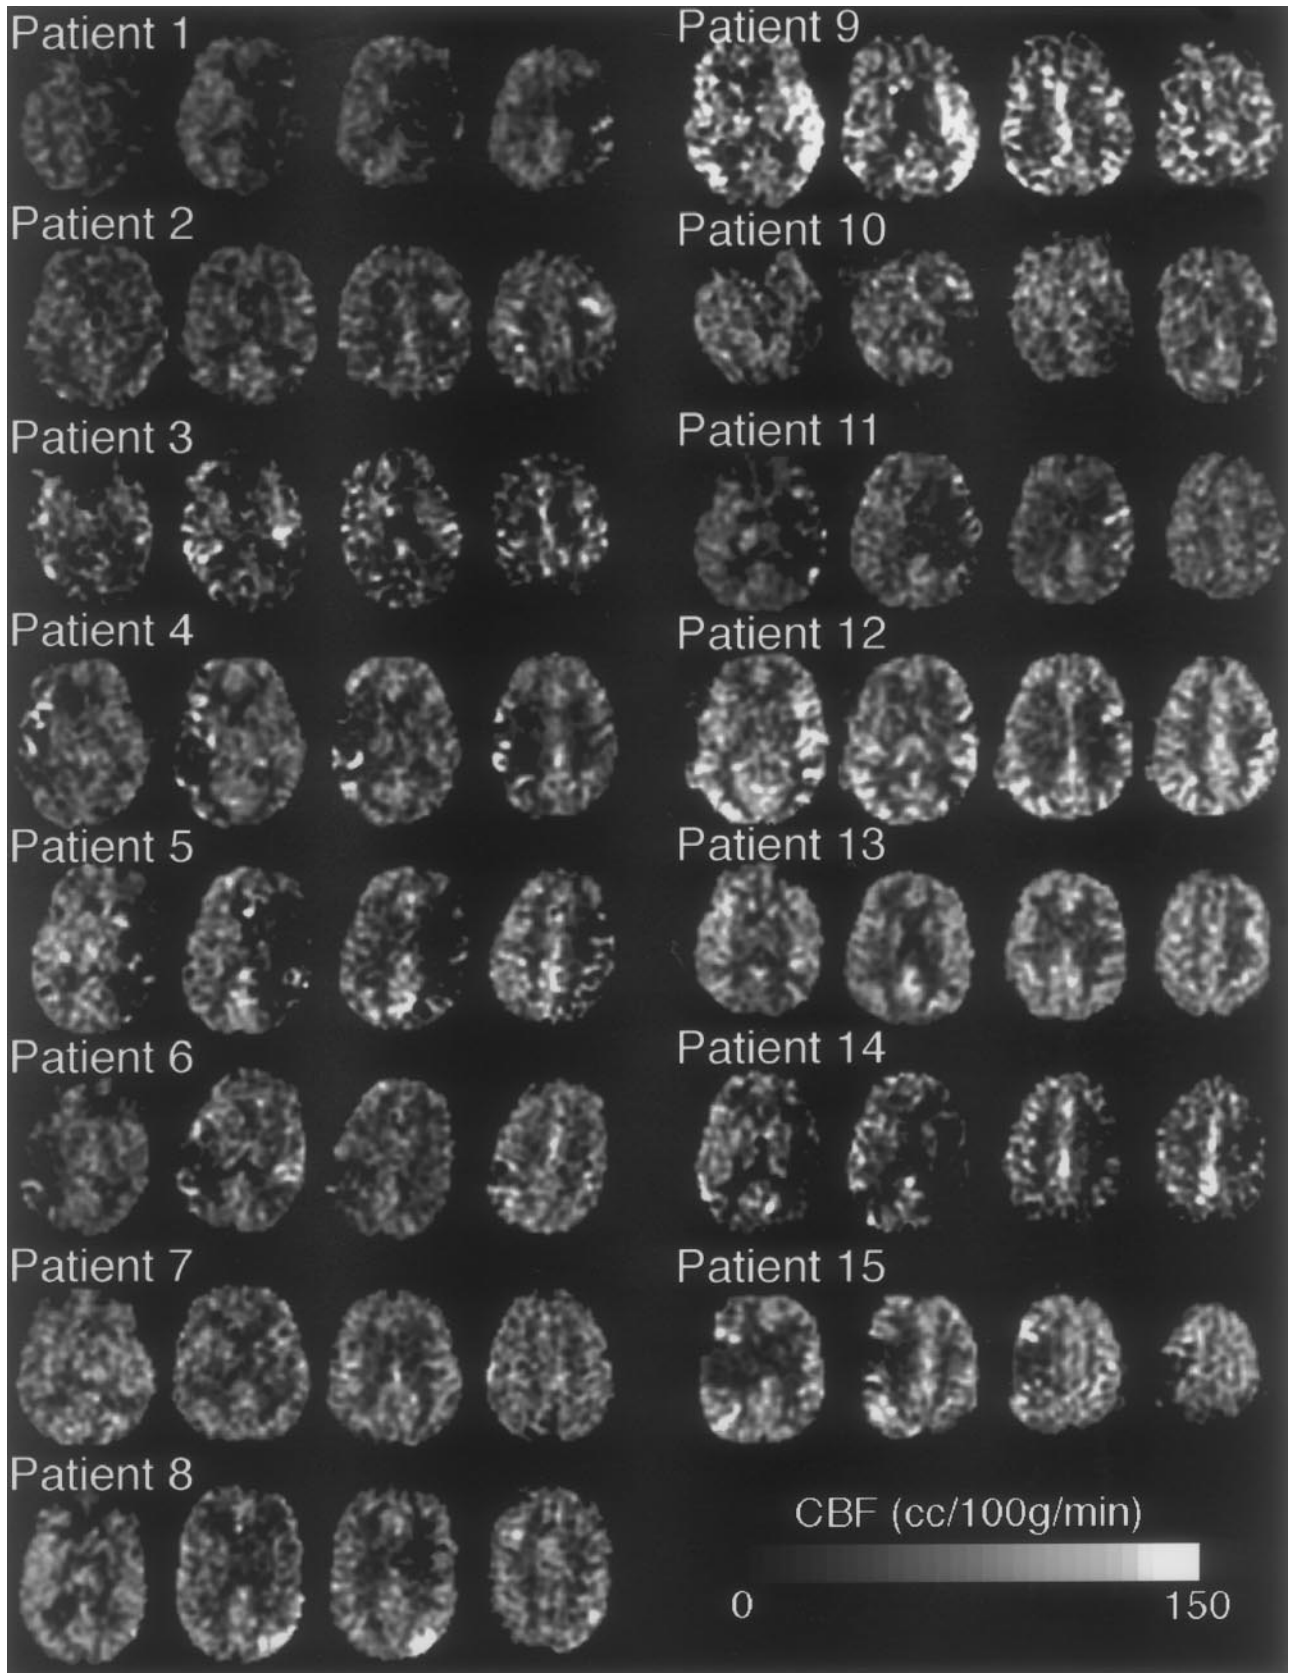 Patient 1
Patient 2
Patient 3
Patient 4
Patient 5
Patient 6
Patient 7
Patient 8
Patient 9
Patient 10
Patient 11
Patient 12
Patient 13
Patient 14
Patient 15
CBF (cc/100g/min)
0 150